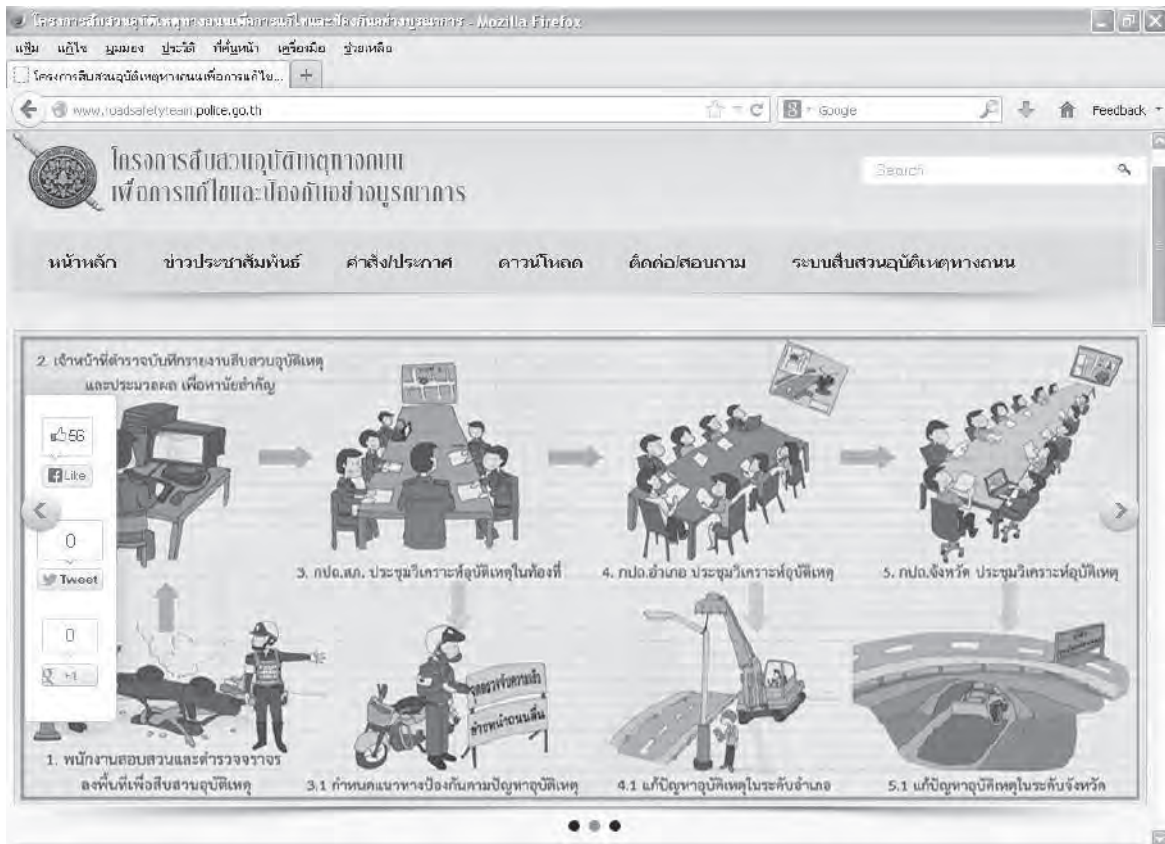 โครงการสืบสวนอุบัติเหตุทางถนนเพื่อการแก้ไขและป้องกันอย่างบูรณาการ - Mozilla Firefox
แฟ้ม แก้ไข มุมมอง ประวัติ ที่คั่นหน้า เครื่องมือ ช่วยเหลือ
โครงการสืบสวนอุบัติเหตุทางถนนเพื่อการแก้ไข... +
www.roadsafetyteam.police.go.th Google Feedback
โครงการสืบสวนอุบัติเหตุทางถนน
เพื่อการแก้ไขและป้องกันอย่างบูรณาการ
Search
หน้าหลัก ข่าวประชาสัมพันธ์ คำสั่ง/ประกาศ ดาวน์โหลด ติดต่อ/สอบถาม ระบบสืบสวนอุบัติเหตุทางถนน
2. เจ้าหน้าที่ตำรวจบันทึกรายงานสืบสวนอุบัติเหตุ
และประมวลผล เพื่อหานัยสำคัญ
56
Like
0
Tweet
0
+1
3. กปถ.สภ. ประชุมวิเคราะห์อุบัติเหตุในท้องที่
4. กปถ.อำเภอ ประชุมวิเคราะห์อุบัติเหตุ
5. กปถ.จังหวัด ประชุมวิเคราะห์อุบัติเหตุ
จุดตรวจจับความเร็ว
ข้างหน้าถนนลื่น
1. พนักงานสอบสวนและตำรวจจราจร
ลงพื้นที่เพื่อสืบสวนอุบัติเหตุ
3.1 กำหนดแนวทางป้องกันตามปัญหาอุบัติเหตุ
4.1 แก้ปัญหาอุบัติเหตุในระดับอำเภอ
5.1 แก้ปัญหาอุบัติเหตุในระดับจังหวัด